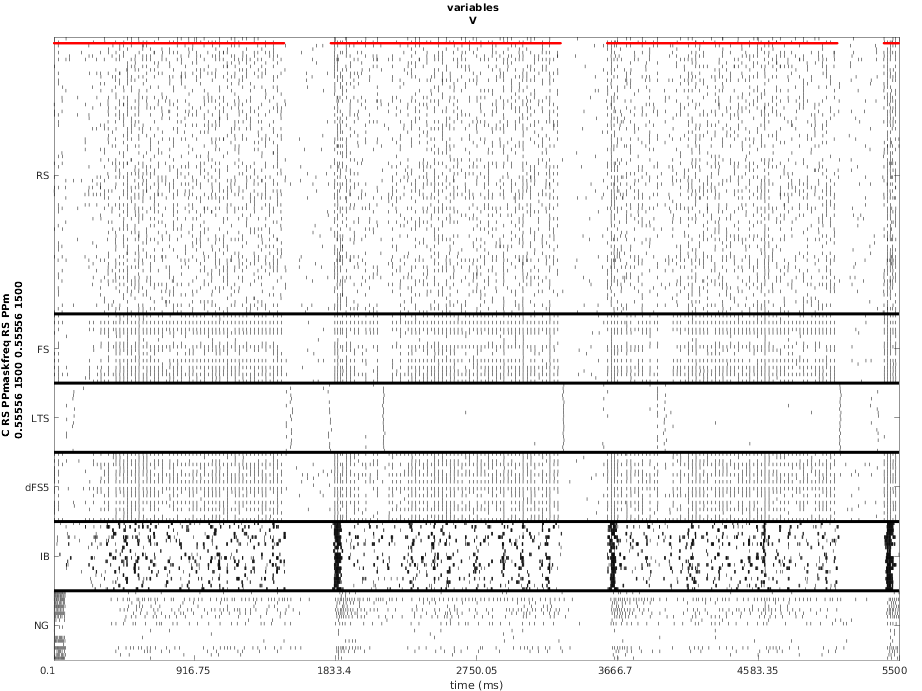 variables
V
C RS PPmaskfreq RS PPm
0.55556 1500 0.55556 1500
RS
FS
LTS
dFS5
IB
NG
0.1 916.75 1833.4 2750.05 3666.7 4583.35 5500
time (ms)